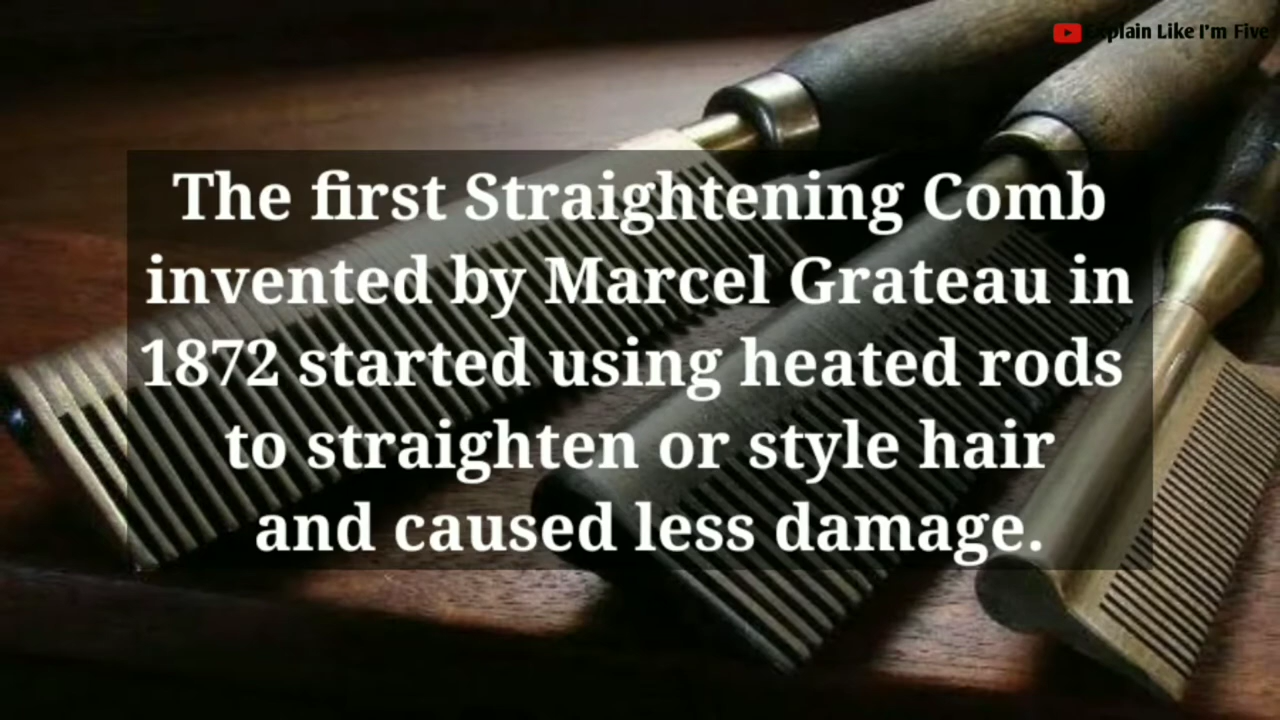 Explain Like I'm Five
The first Straightening Comb
invented by Marcel Grateau in
1872 started using heated rods
to straighten or style hair
and caused less damage.